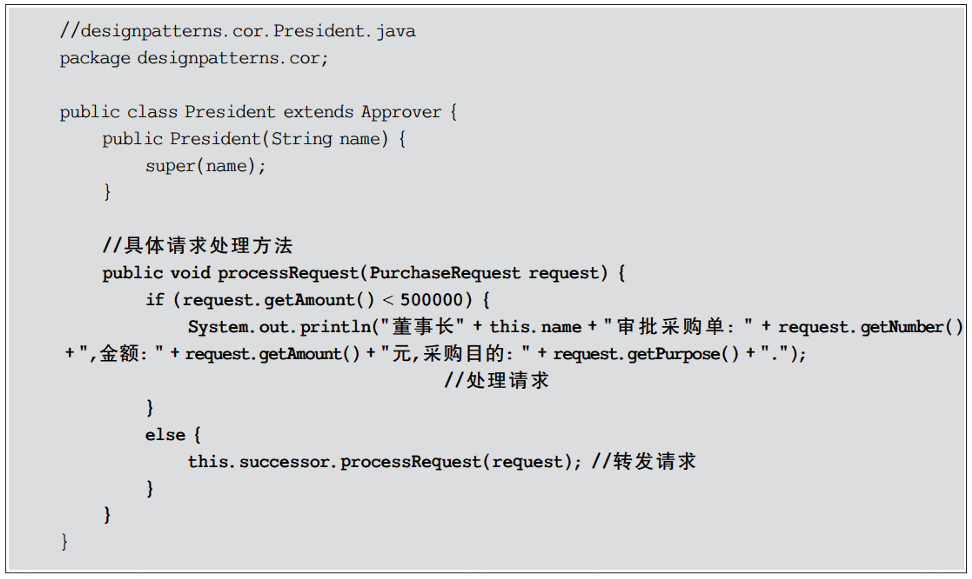 //designpatterns.cor.President.java
package designpatterns.cor;
public class President extends Approver {
public President(String name) {
super(name);
}
//具体请求处理方法
public void processRequest(PurchaseRequest request) {
if (request.getAmount() < 500000) {
System.out.println("董事长" + this.name + "审批采购单：" + request.getNumber()
+ ",金额：" + request.getAmount() + "元,采购目的：" + request.getPurpose() + ".");
//处理请求
}
else {
this.successor.processRequest(request); //转发请求
}
}
}